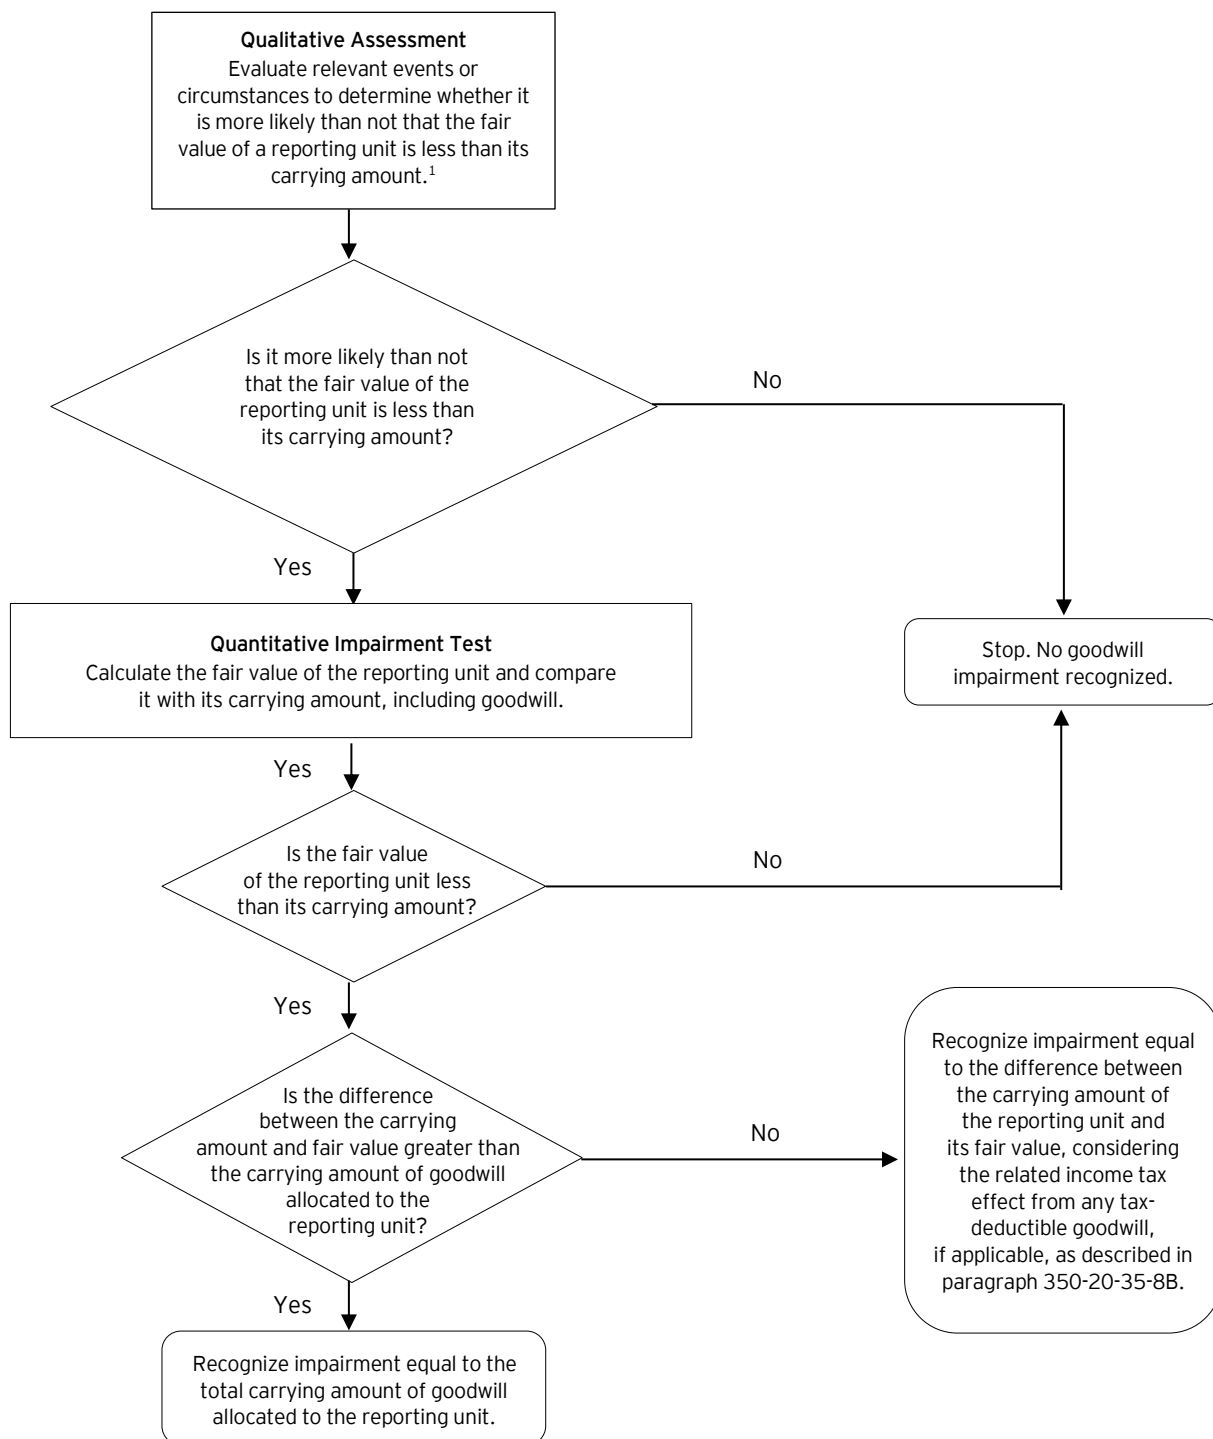 Qualitative Assessment
Evaluate relevant events or
circumstances to determine whether it
is more likely than not that the fair
value of a reporting unit is less than its
carrying amount.1
Is it more likely than not
that the fair value of the
reporting unit is less than
its carrying amount?
No
Yes
Quantitative Impairment Test
Calculate the fair value of the reporting unit and compare
it with its carrying amount, including goodwill.
Stop. No goodwill
impairment recognized.
Yes
Is the fair value
of the reporting unit less
than its carrying amount?
No
Yes
Is the difference
between the carrying
amount and fair value greater than
the carrying amount of goodwill
allocated to the
reporting unit?
No
Recognize impairment equal
to the difference between
the carrying amount of
the reporting unit and
its fair value, considering
the related income tax
effect from any tax-
deductible goodwill,
if applicable, as described in
paragraph 350-20-35-8B.
Yes
Recognize impairment equal to the
total carrying amount of goodwill
allocated to the reporting unit.